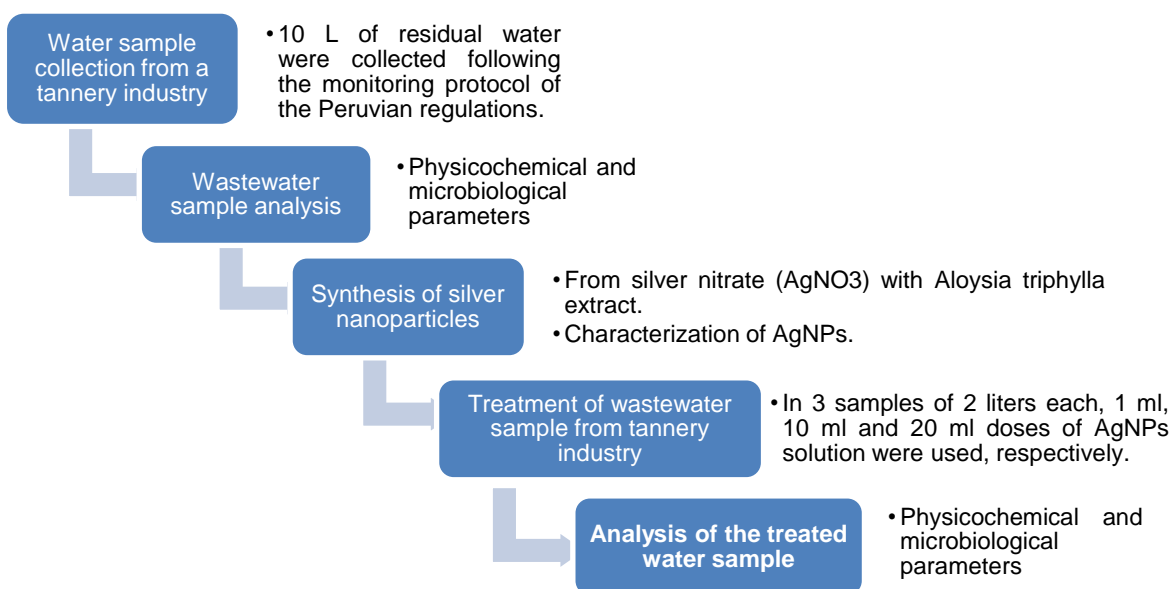 Water sample
collection from a
tannery industry
•10 L of residual water
were collected following
the monitoring protocol of
the Peruvian regulations.
Wastewater
sample analysis
•Physicochemical and
microbiological
parameters
Synthesis of silver
nanoparticles
•From silver nitrate (AgNO3) with Aloysia triphylla
extract.
•Characterization of AgNPs.
Treatment of wastewater
sample from tannery
industry
•In 3 samples of 2 liters each, 1 ml,
10 ml and 20 ml doses of AgNPs
solution were used, respectively.
Analysis of the treated
water sample
•Physicochemical and
microbiological
parameters